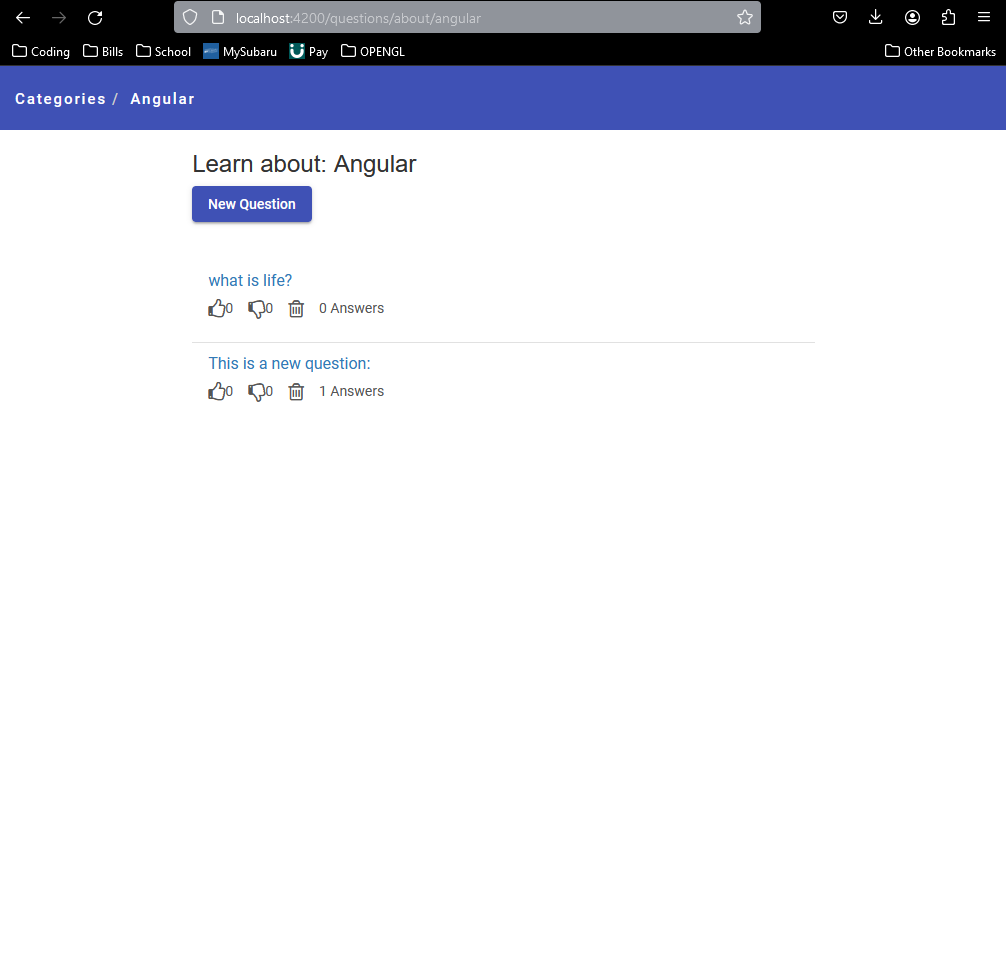 localhost:4200/questions/about/angular
Coding Bills School MySubaru Pay OPENGL Other Bookmarks
Categories / Angular
Learn about: Angular
New Question
what is life?
0 0 0 Answers
This is a new question:
0 0 1 Answers